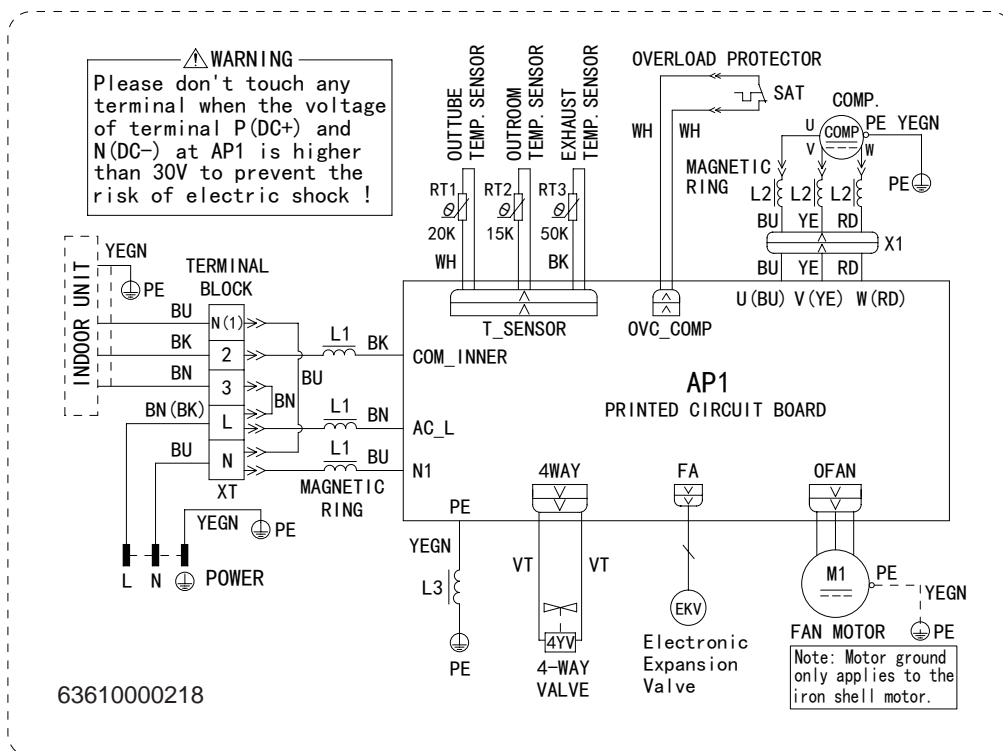 WARNING
Please don't touch any
terminal when the voltage
of terminal P(DC+) and
N(DC-) at AP1 is higher
than 30V to prevent the
risk of electric shock !
OUTTUBE
TEMP. SENSOR
OUTROOM
TEMP. SENSOR
EXHAUST
TEMP. SENSOR
RT1
RT2
RT3
θ
θ
θ
20K
15K
50K
WH
BK
T_SENSOR
OVERLOAD PROTECTOR
SAT
WH
WH
OVC_COMP
COMP.
U
COMP
PE
YEGN
V
W
PE
MAGNETIC
RING
L2
L2
L2
BU
YE
RD
X1
BU
YE
RD
U(BU)
V(YE)
W(RD)
INDOOR UNIT
YEGN
PE
TERMINAL
BLOCK
BU
N(1)
BK
2
BN
3
BN(BK)
L
BU
N
XT
BU
BN
L1
BK
COM_INNER
L1
BN
AC_L
L1
BU
N1
MAGNETIC
RING
YEGN
PE
L
N
POWER
AP1
PRINTED CIRCUIT BOARD
PE
YEGN
L3
PE
4WAY
VT
VT
4YV
4-WAY
VALVE
FA
EKV
Electronic
Expansion
Valve
OFAN
M1
PE
YEGN
FAN MOTOR
PE
Note: Motor ground
only applies to the
iron shell motor.
63610000218